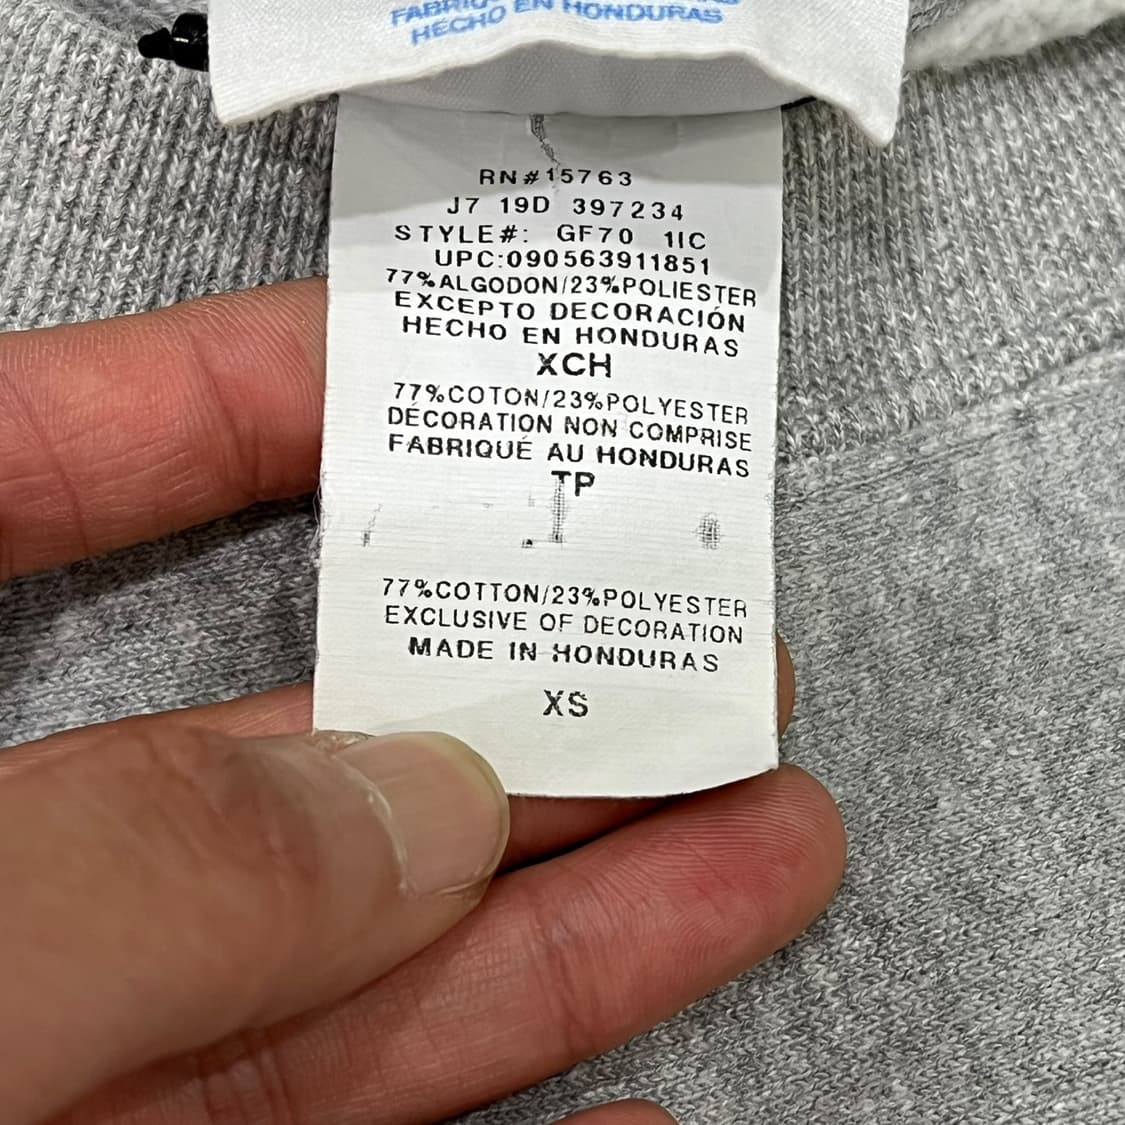 EN HONDURAS
HECHO
RN#15763
J7 19D 397234
STYLE#: GF70 1IC
UPC:090563911851
77%ALGODON/23%POLIESTER
EXCEPTO DECORACIÓN
HECHO EN HONDURAS
XCH
77%COTON/23%POLYESTER
DÉCORATION NON COMPRISE
FABRIQUÉ AU HONDURAS
TP
77%COTTON/23%POLYESTER
EXCLUSIVE OF DECORATION
MADE IN HONDURAS
XS